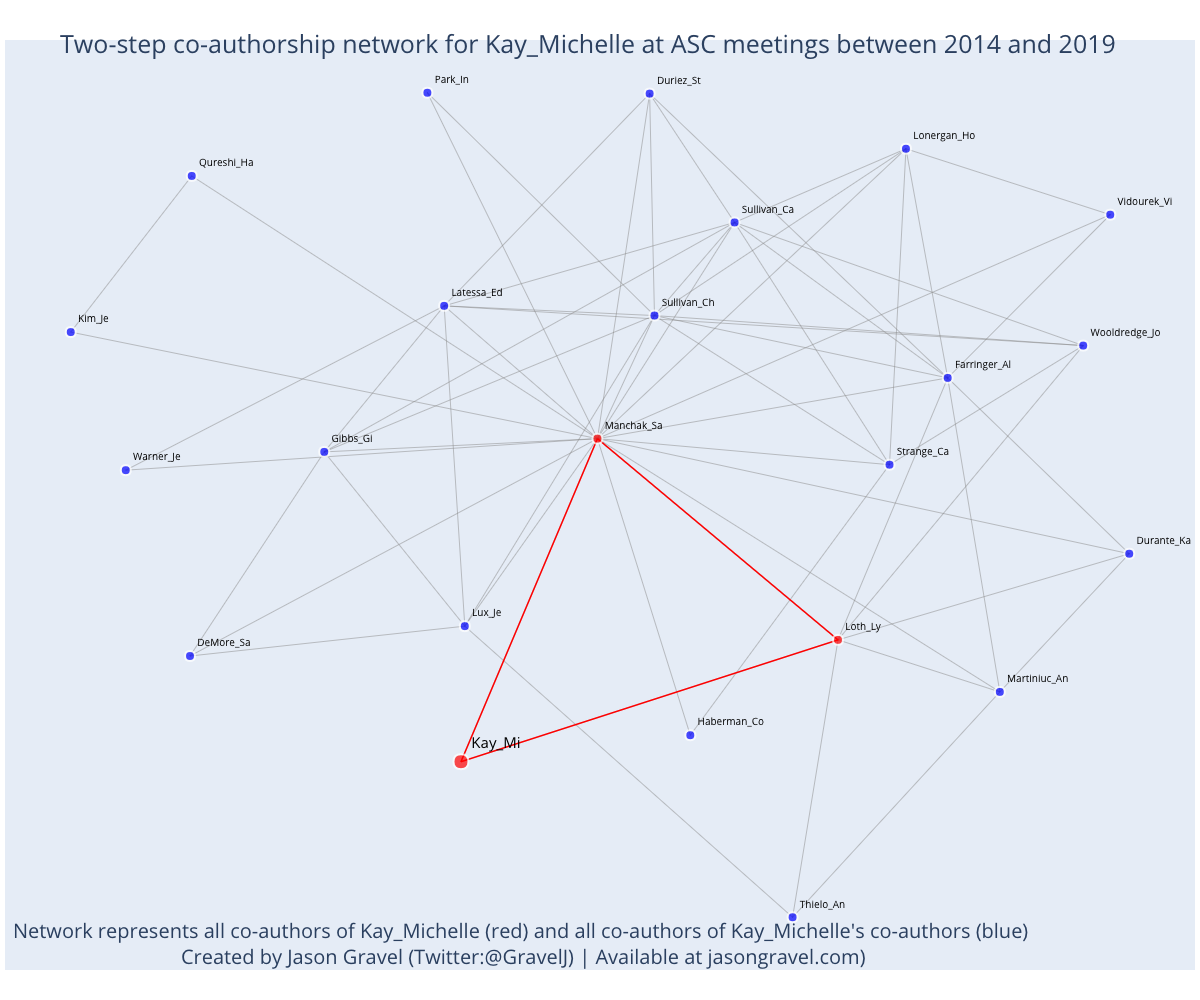 Two-step co-authorship network for Kay_Michelle at ASC meetings between 2014 and 2019
Park_In
Duriez_St
Lonergan_Ho
Qureshi_Ha
Vidourek_Vi
Sullivan_Ca
Latessa_Ed
Sullivan_Ch
Kim_Je
Wooldredge_Jo
Farringer_Al
Manchak_Sa
Gibbs_Gi
Warner_Je
Strange_Ca
Durante_Ka
Lux_Je
Loth_Ly
DeMore_Sa
Martiniuc_An
Haberman_Co
Kay_Mi
Thielo_An
Network represents all co-authors of Kay_Michelle (red) and all co-authors of Kay_Michelle's co-authors (blue)
Created by Jason Gravel (Twitter:@GravelJ) | Available at jasongravel.com)